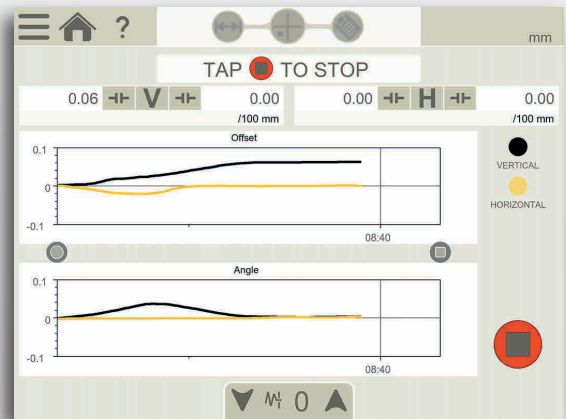 ?
mm
TAP TO STOP
0.06 V 0.00
/100 mm
0.00 H 0.00
/100 mm
Offset
0.1
0
-0.1
08:40
VERTICAL
HORIZONTAL
Angle
0.1
0
-0.1
08:40
0